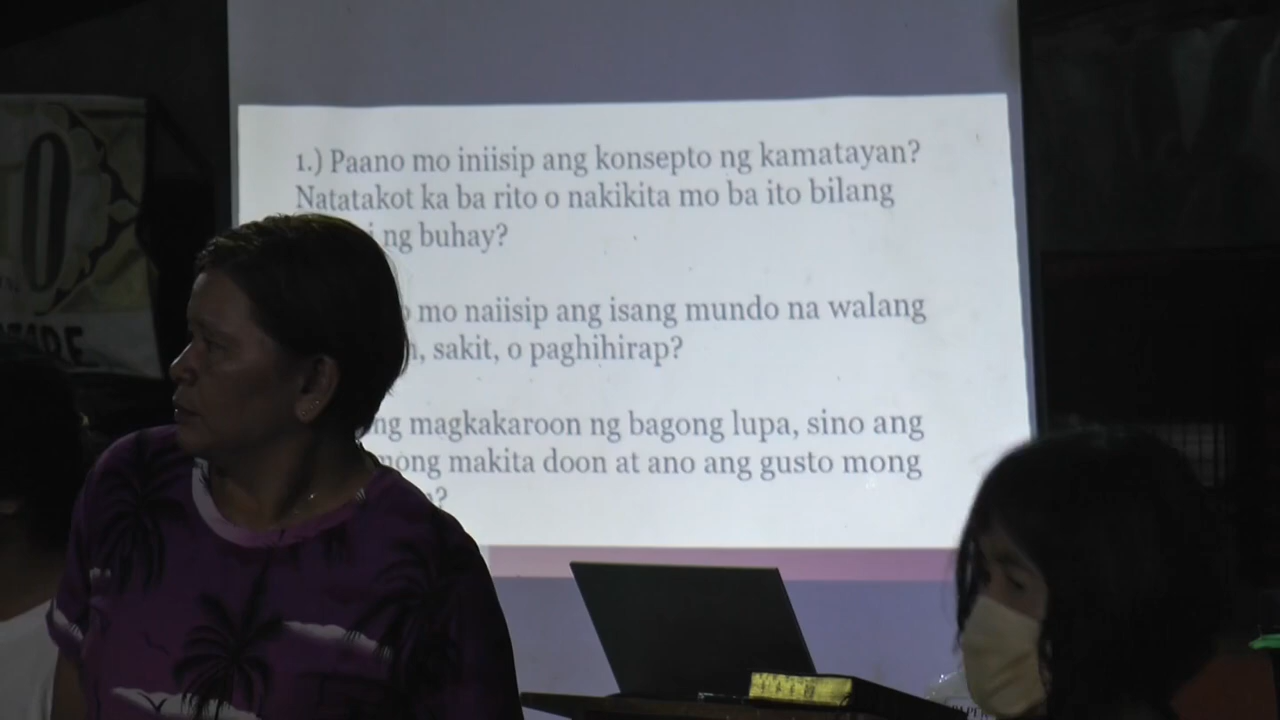 1.) Paano mo iniisip ang konsepto ng kamatayan?
Natatakot ka ba rito o nakikita mo ba ito bilang
ng buhay?
mo naiisip ang isang mundo na walang
sakit, o paghihirap?
magkakaroon ng bagong lupa, sino ang
makita doon at ano ang gusto mong